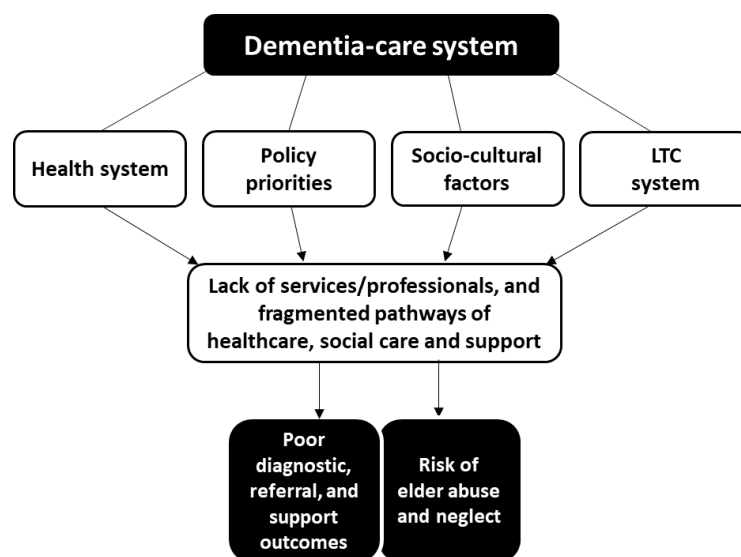 Dementia-care system
Health system
Policy
priorities
Socio-cultural
factors
LTC
system
Lack of services/professionals, and
fragmented pathways of
healthcare, social care and support
Poor
diagnostic,
referral, and
support
outcomes
Risk of
elder abuse
and neglect